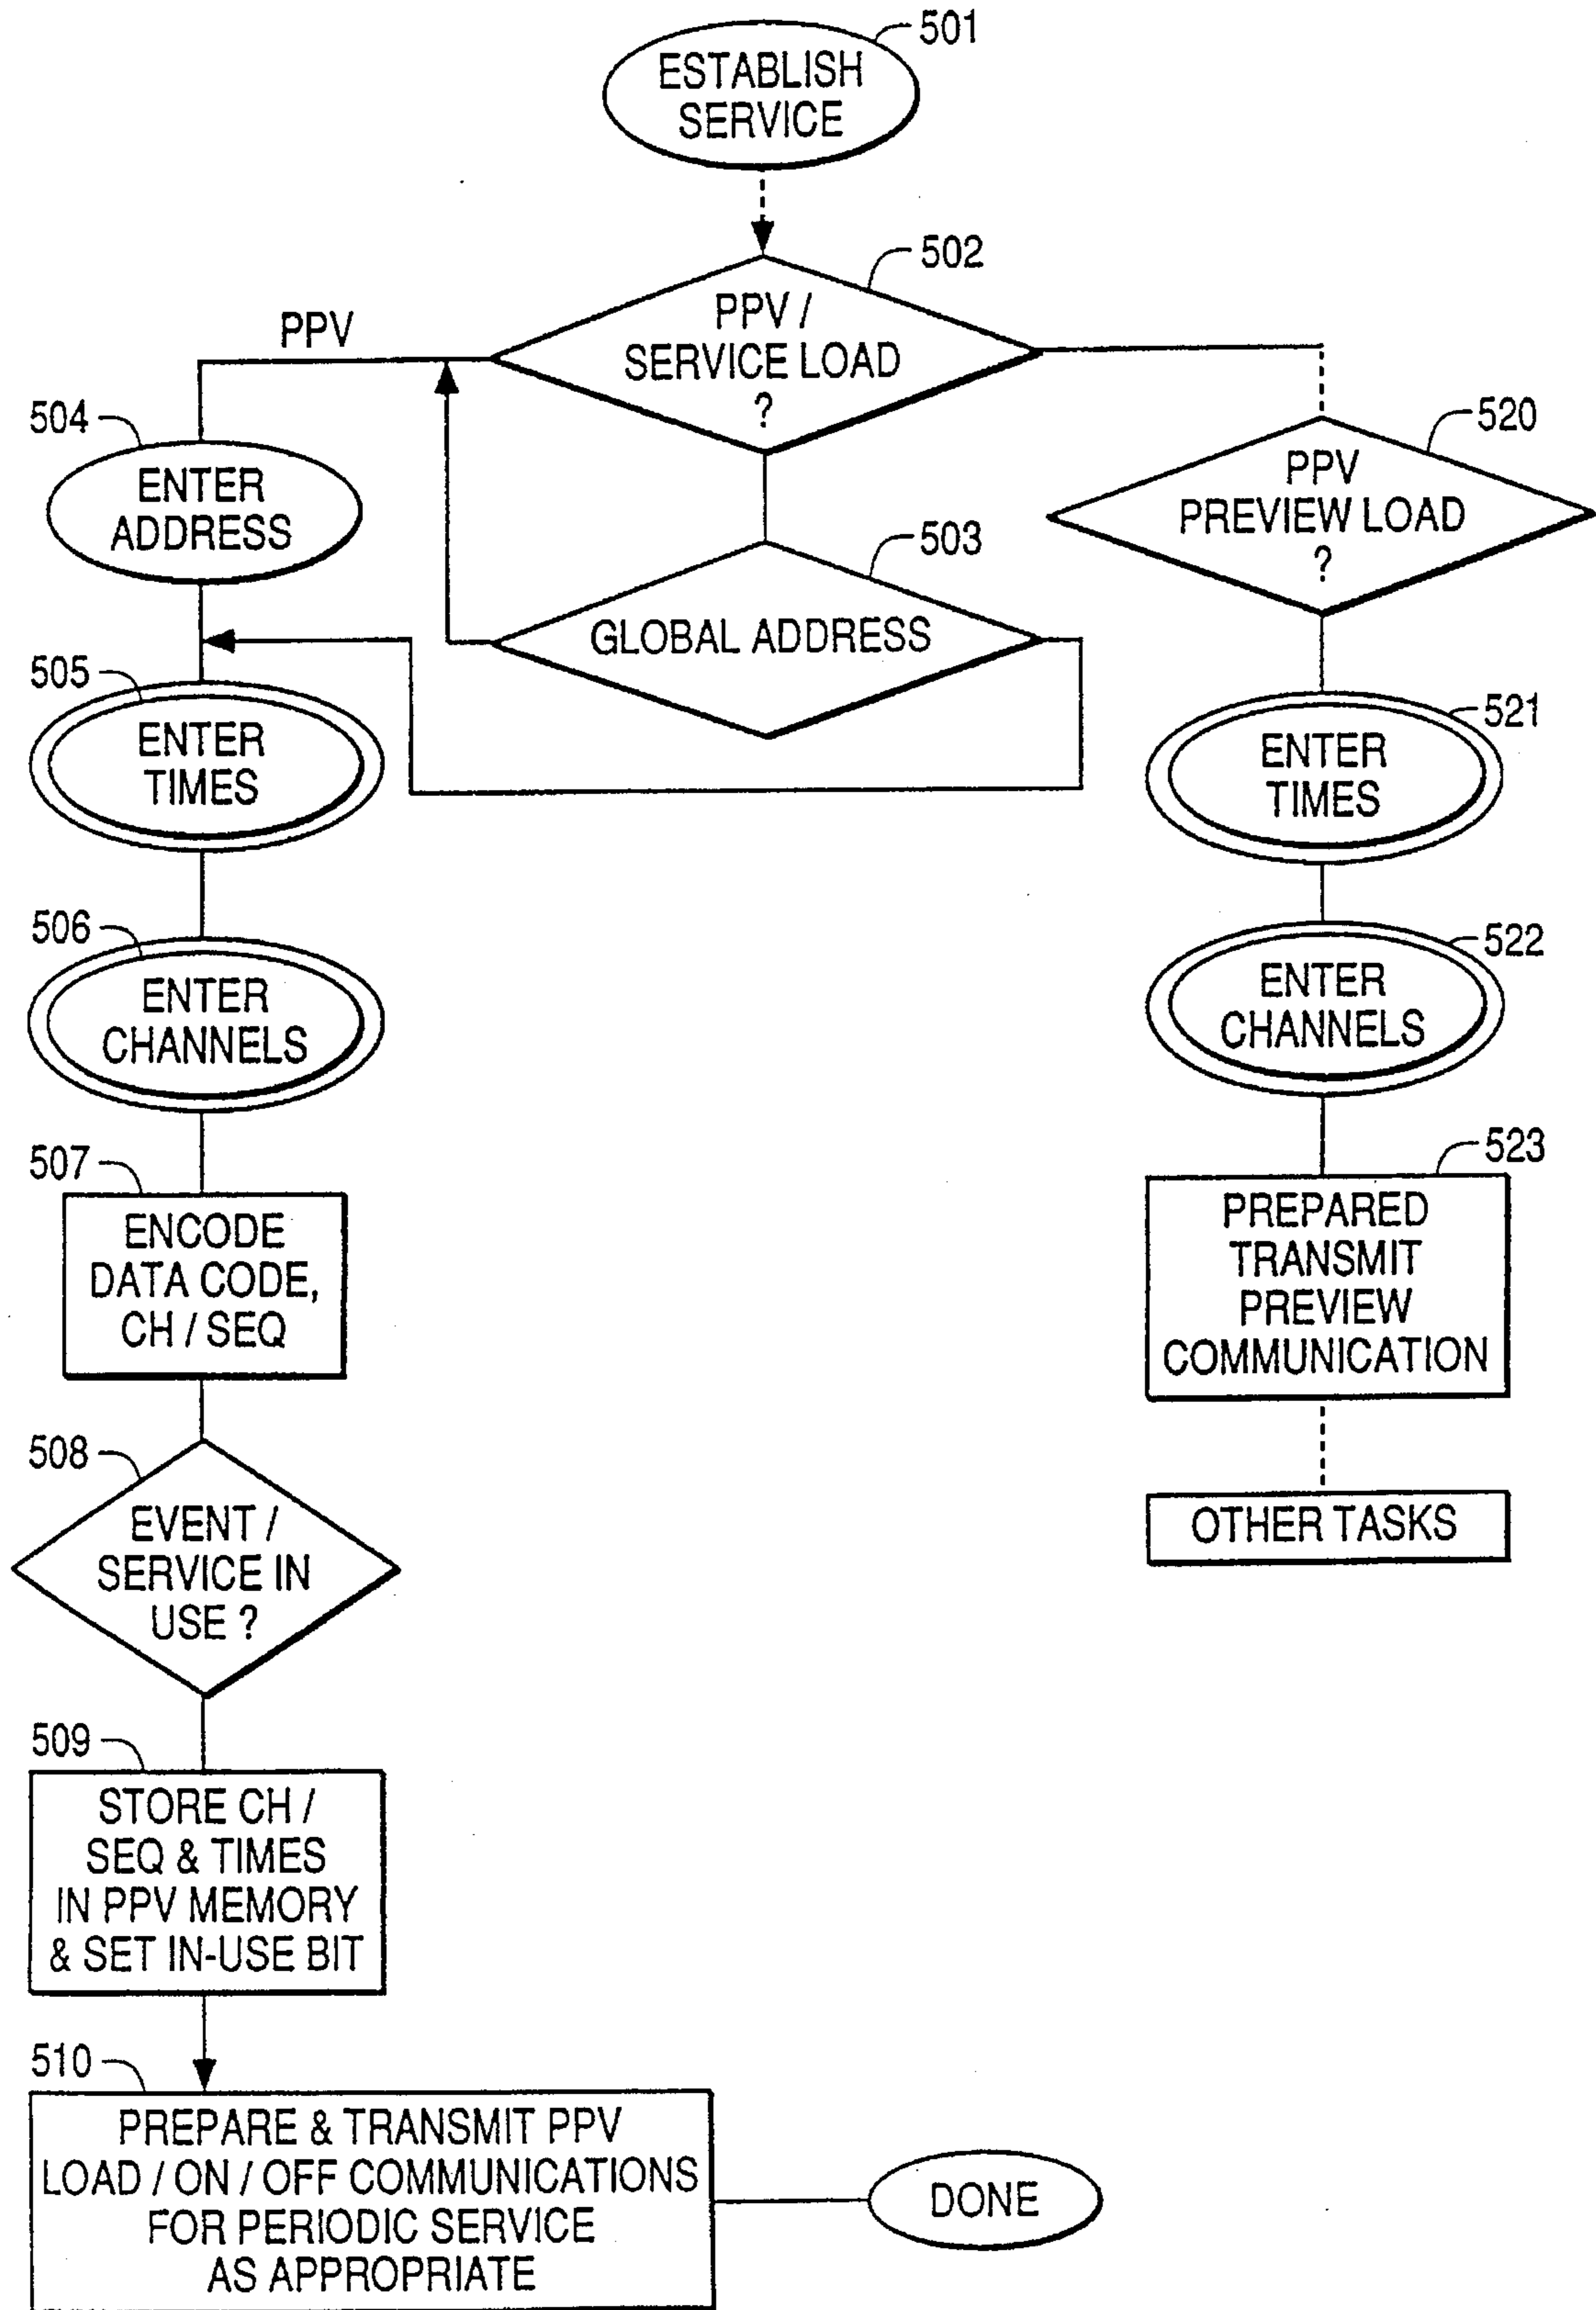 501
ESTABLISH
SERVICE
502
PPV /
SERVICE LOAD
?
PPV
504
ENTER
ADDRESS
503
GLOBAL ADDRESS
520
PPV
PREVIEW LOAD
?
505
ENTER
TIMES
521
ENTER
TIMES
506
ENTER
CHANNELS
522
ENTER
CHANNELS
507
ENCODE
DATA CODE,
CH / SEQ
523
PREPARED
TRANSMIT
PREVIEW
COMMUNICATION
508
EVENT /
SERVICE IN
USE ?
OTHER TASKS
509
STORE CH /
SEQ & TIMES
IN PPV MEMORY
& SET IN-USE BIT
510
PREPARE & TRANSMIT PPV
LOAD / ON / OFF COMMUNICATIONS
FOR PERIODIC SERVICE
AS APPROPRIATE
DONE